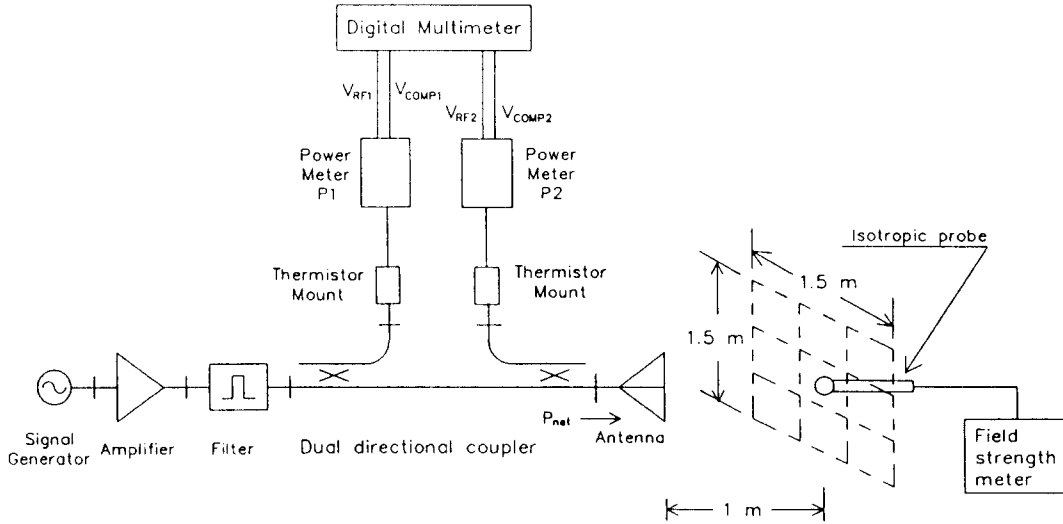 Digital Multimeter
V_RF1
V_COMP1
V_RF2
V_COMP2
Power
Meter
P1
Power
Meter
P2
Thermistor
Mount
Thermistor
Mount
Isotropic probe
1.5 m
1.5 m
P_net
Signal
Generator
Amplifier
Filter
Dual directional coupler
Antenna
Field
strength
meter
1 m